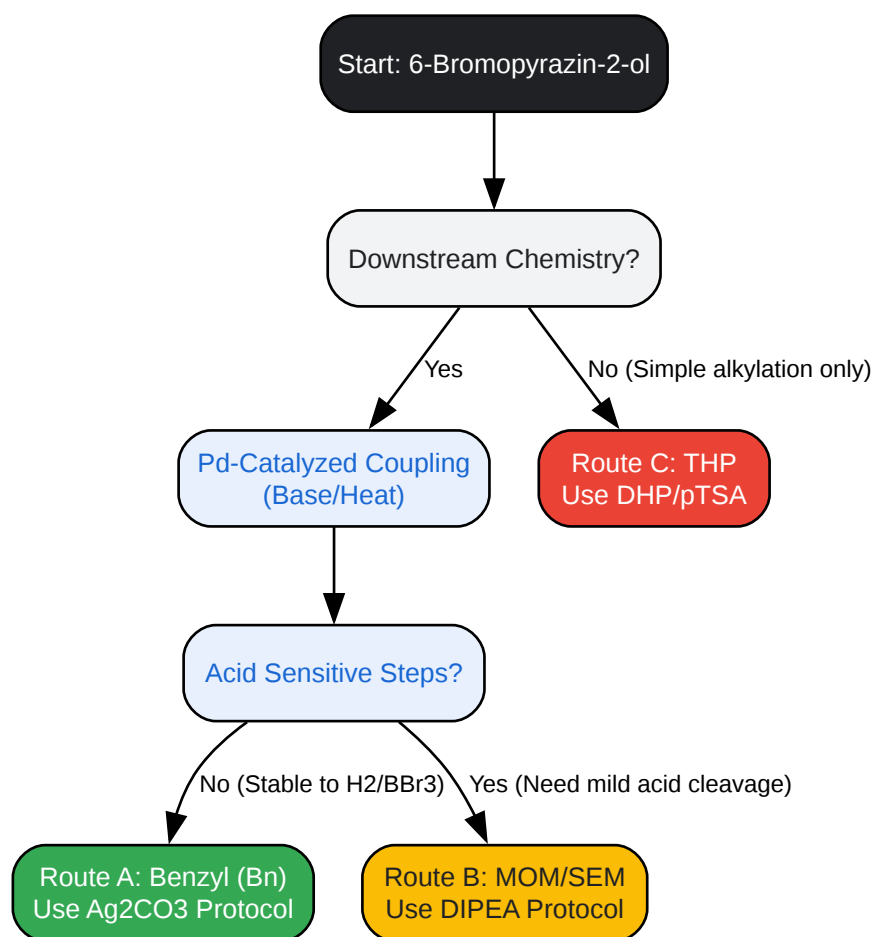 Start: 6-Bromopyrazin-2-ol
Downstream Chemistry?
Yes
No (Simple alkylation only)
Pd-Catalyzed Coupling
(Base/Heat)
Route C: THP
Use DHP/pTSA
Acid Sensitive Steps?
No (Stable to H2/BBr3)
Yes (Need mild acid cleavage)
Route A: Benzyl (Bn)
Use Ag2CO3 Protocol
Route B: MOM/SEM
Use DIPEA Protocol